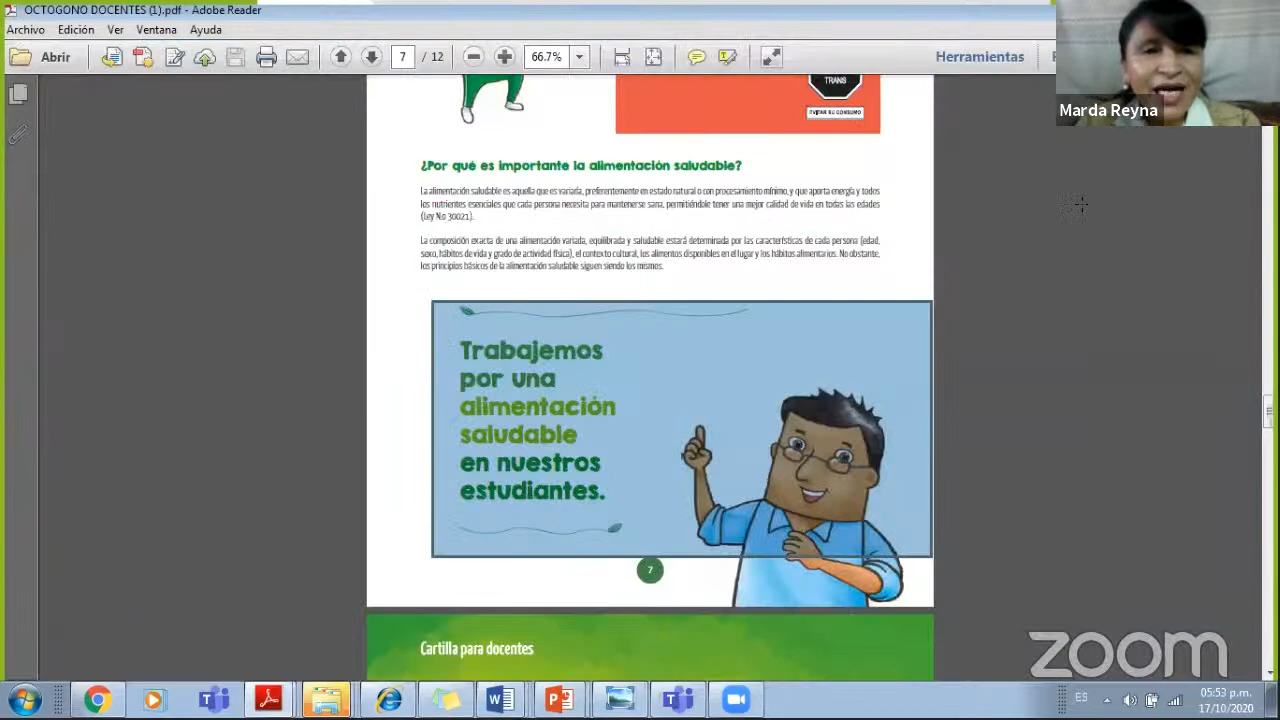 OCTOGONO DOCENTES (1).pdf - Adobe Reader
Archivo Edición Ver Ventana Ayuda
Abrir 7 / 12 66.7% Herramientas
Marda Reyna
TRANS
EVITAR SU CONSUMO
¿Por qué es importante la alimentación saludable?
La alimentación saludable es aquella que es variada, preferentemente en estado natural o con procesamiento mínimo, y que aporta energía y todos
los nutrientes esenciales que cada persona necesita para mantenerse sana, permitiéndole tener una mejor calidad de vida en todas las edades
(Ley N.o 30021).
La composición exacta de una alimentación variada, equilibrada y saludable estará determinada por las características de cada persona (edad,
sexo, hábitos de vida y grado de actividad física), el contexto cultural, los alimentos disponibles en el lugar y los hábitos alimentarios. No obstante,
los principios básicos de la alimentación saludable siguen siendo los mismos.
Trabajemos
por una
alimentación
saludable
en nuestros
estudiantes.
7
Cartilla para docentes
zoom
ES
05:53 p.m.
17/10/2020